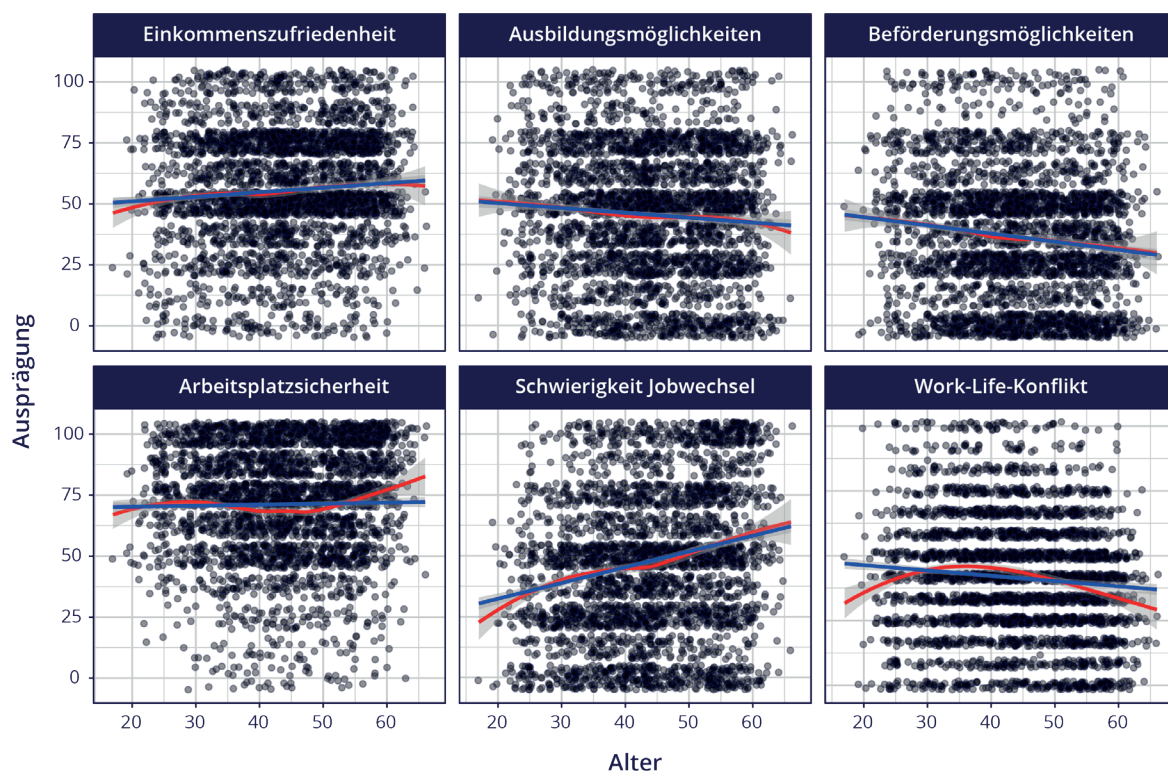 Einkommenszufriedenheit
Ausbildungsmöglichkeiten
Beförderungsmöglichkeiten
100
75
50
25
0
Ausprägung
Arbeitsplatzsicherheit
Schwierigkeit Jobwechsel
Work-Life-Konflikt
100
75
50
25
0
20 30 40 50 60
20 30 40 50 60
20 30 40 50 60
Alter